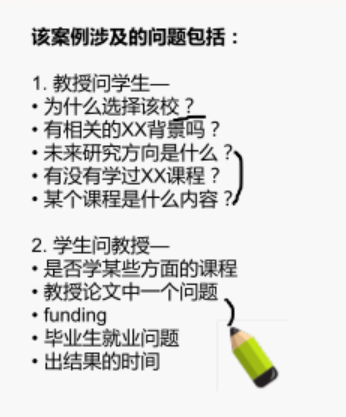 该案例涉及的问题包括：
1. 教授问学生—
• 为什么选择该校？
• 有相关的XX背景吗？
• 未来研究方向是什么？
• 有没有学过XX课程？
• 某个课程是什么内容？
2. 学生问教授—
• 是否学某些方面的课程
• 教授论文中一个问题
• funding
• 毕业生就业问题
• 出结果的时间